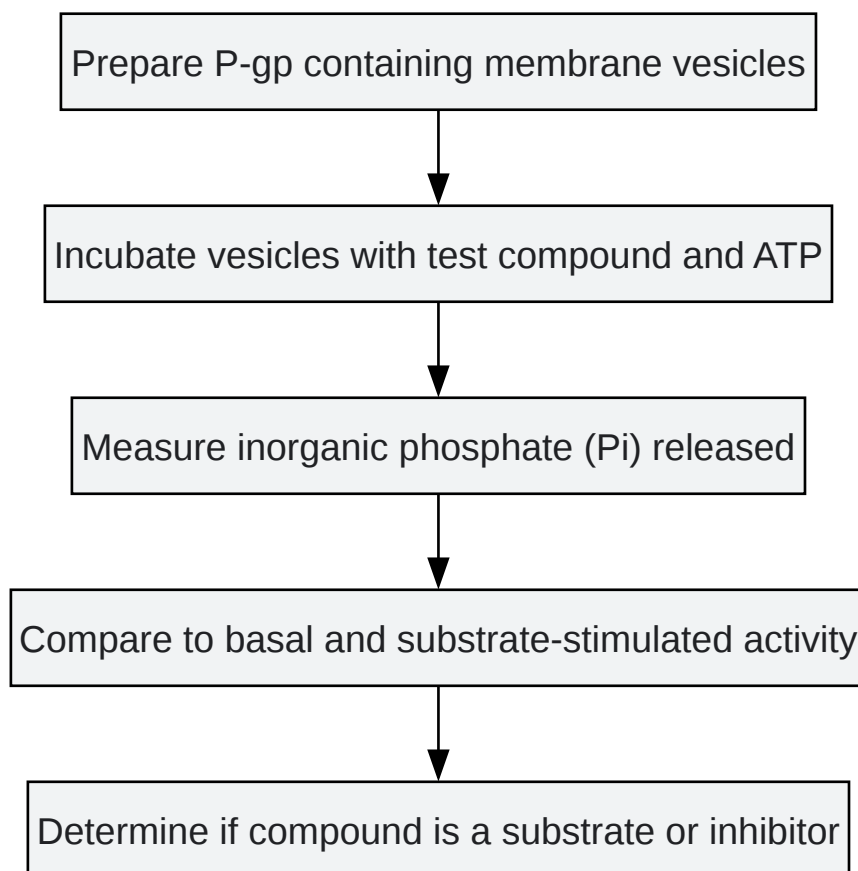 Prepare P-gp containing membrane vesicles
Incubate vesicles with test compound and ATP
Measure inorganic phosphate (Pi) released
Compare to basal and substrate-stimulated activity
Determine if compound is a substrate or inhibitor